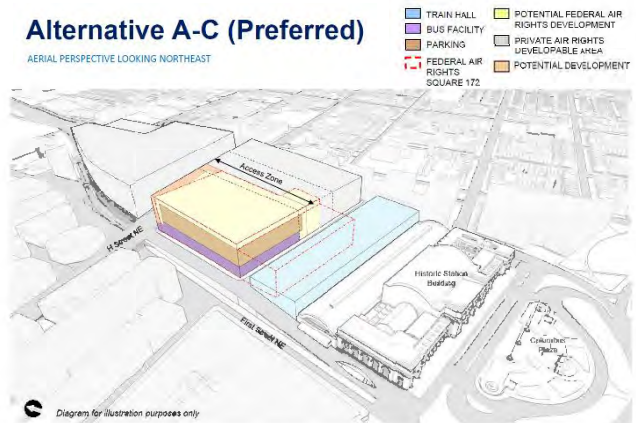 Alternative A-C (Preferred)
AERIAL PERSPECTIVE LOOKING NORTHEAST
TRAIN HALL
BUS FACILITY
PARKING
FEDERAL AIR
RIGHTS
SQUARE 172
POTENTIAL FEDERAL AIR
RIGHTS DEVELOPMENT
PRIVATE AIR RIGHTS
DEVELOPABLE AREA
POTENTIAL DEVELOPMENT
Access Zone
H Street NE
Historic Station
Building
First Street NE
Columbus
Plaza
Diagram for illustration purposes only